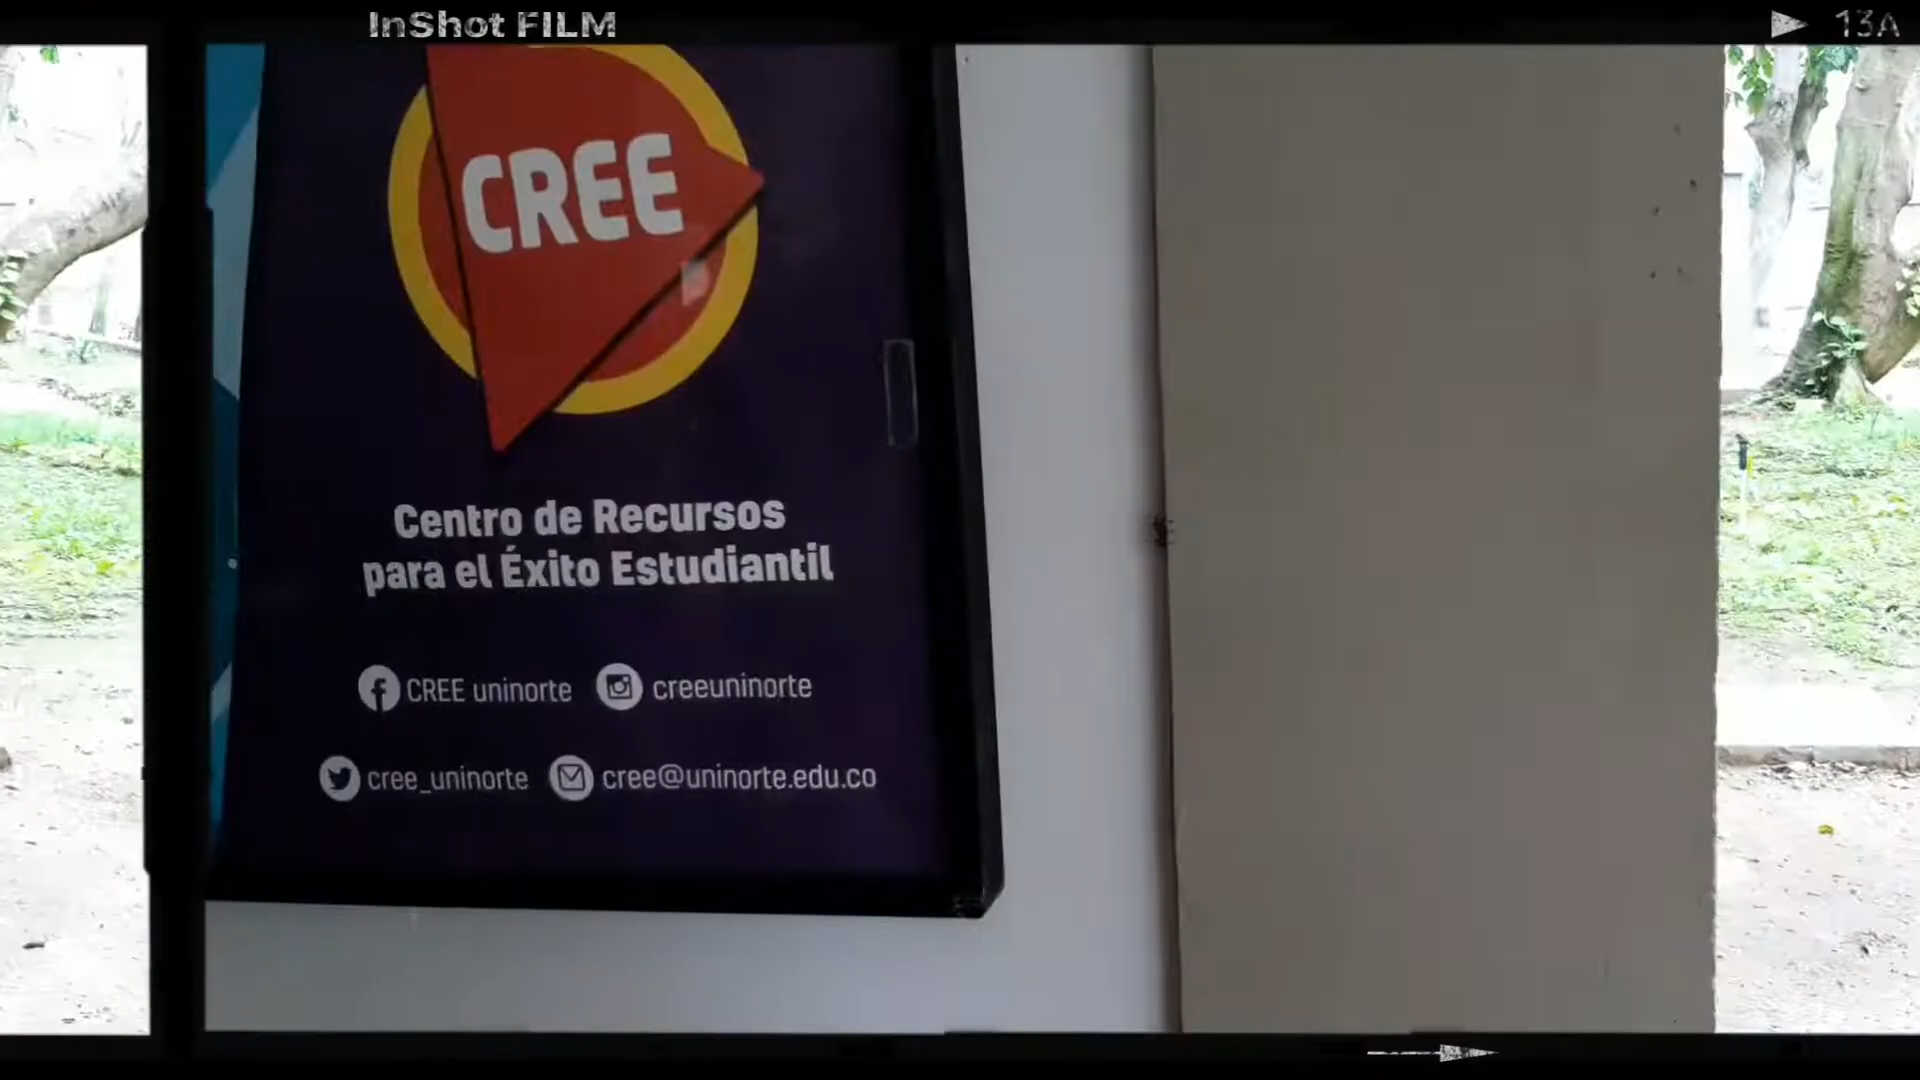 InShot FILM
13A
CREE
Centro de Recursos
para el Éxito Estudiantil
CREE uninorte creeuninorte
cree_uninorte cree@uninorte.edu.co